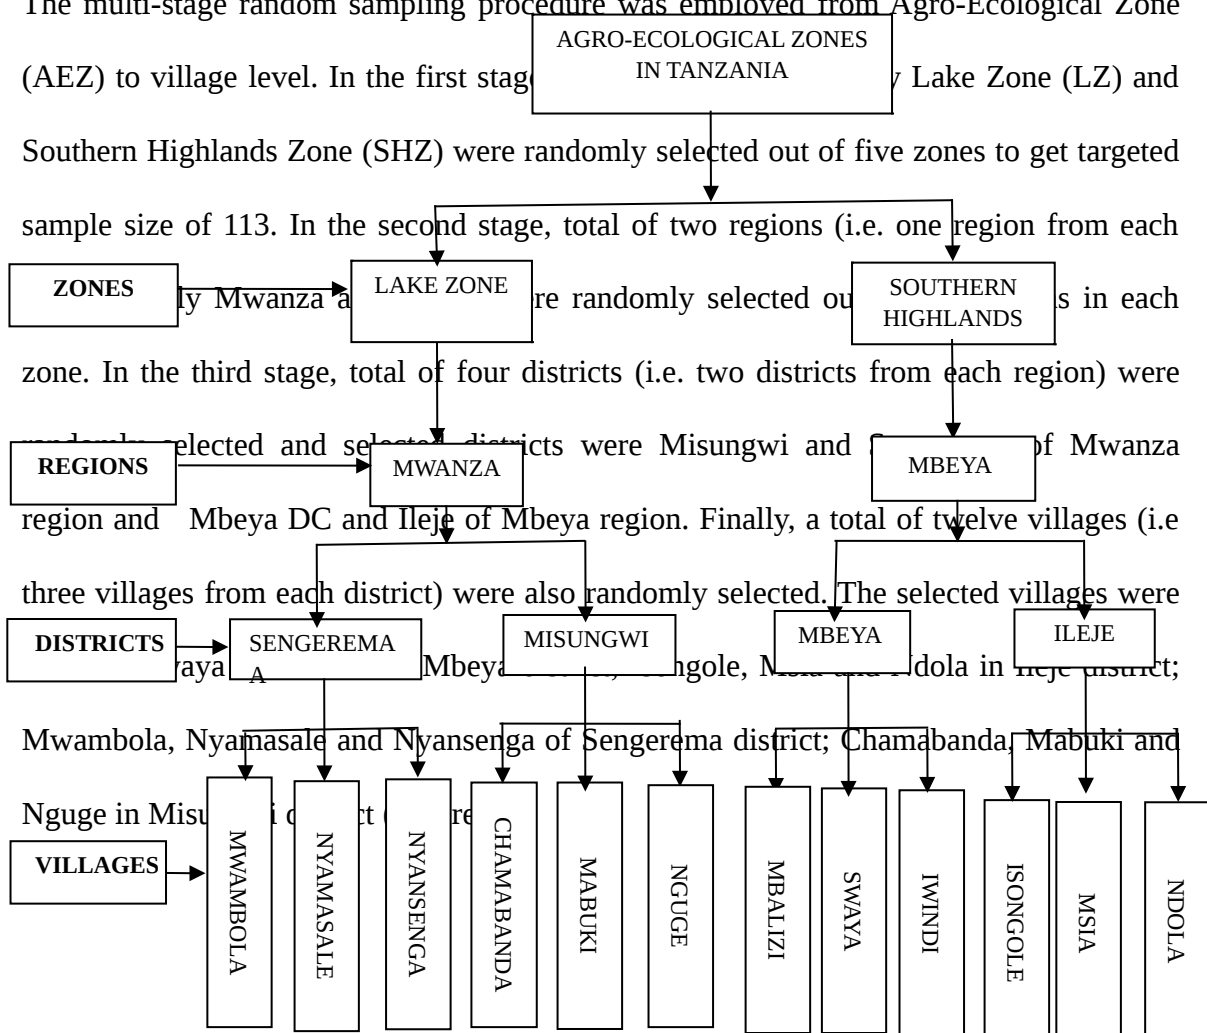 The multi-stage random sampling procedure was employed from Agro-Ecological Zone
AGRO-ECOLOGICAL ZONES
IN TANZANIA
(AEZ) to village level. In the first Lake Zone (LZ) and
Southern Highlands Zone (SHZ) were randomly selected out of five zones to get targeted
sample size of 113. In the second stage, total of two regions (i.e. one region from each
ZONES
LAKE ZONE
SOUTHERN
HIGHLANDS
Mwanza randomly selected in each
zone. In the third stage, total of four districts (i.e. two districts from each region) were
randomly selected and selected districts were Misungwi and of Mwanza
REGIONS
MWANZA
MBEYA
region and Mbeya DC and Ileje of Mbeya region. Finally, a total of twelve villages (i.e
three villages from each district) were also randomly selected. The selected villages were
DISTRICTS
SENGEREMA
A
MISUNGWI
MBEYA
ILEJE
Mbeya Msia and Ndola in Ileje district;
Mwambola, Nyamasale and Nyansenga of Sengerema district; Chamabanda, Mabuki and
Nguge in
VILLAGES
MWAMBOLA
NYAMASALE
NYANSENGA
CHAMABANDA
MABUKI
NGUGE
MBALIZI
SWAYA
IWINDI
ISONGOLE
MSIA
NDOLA